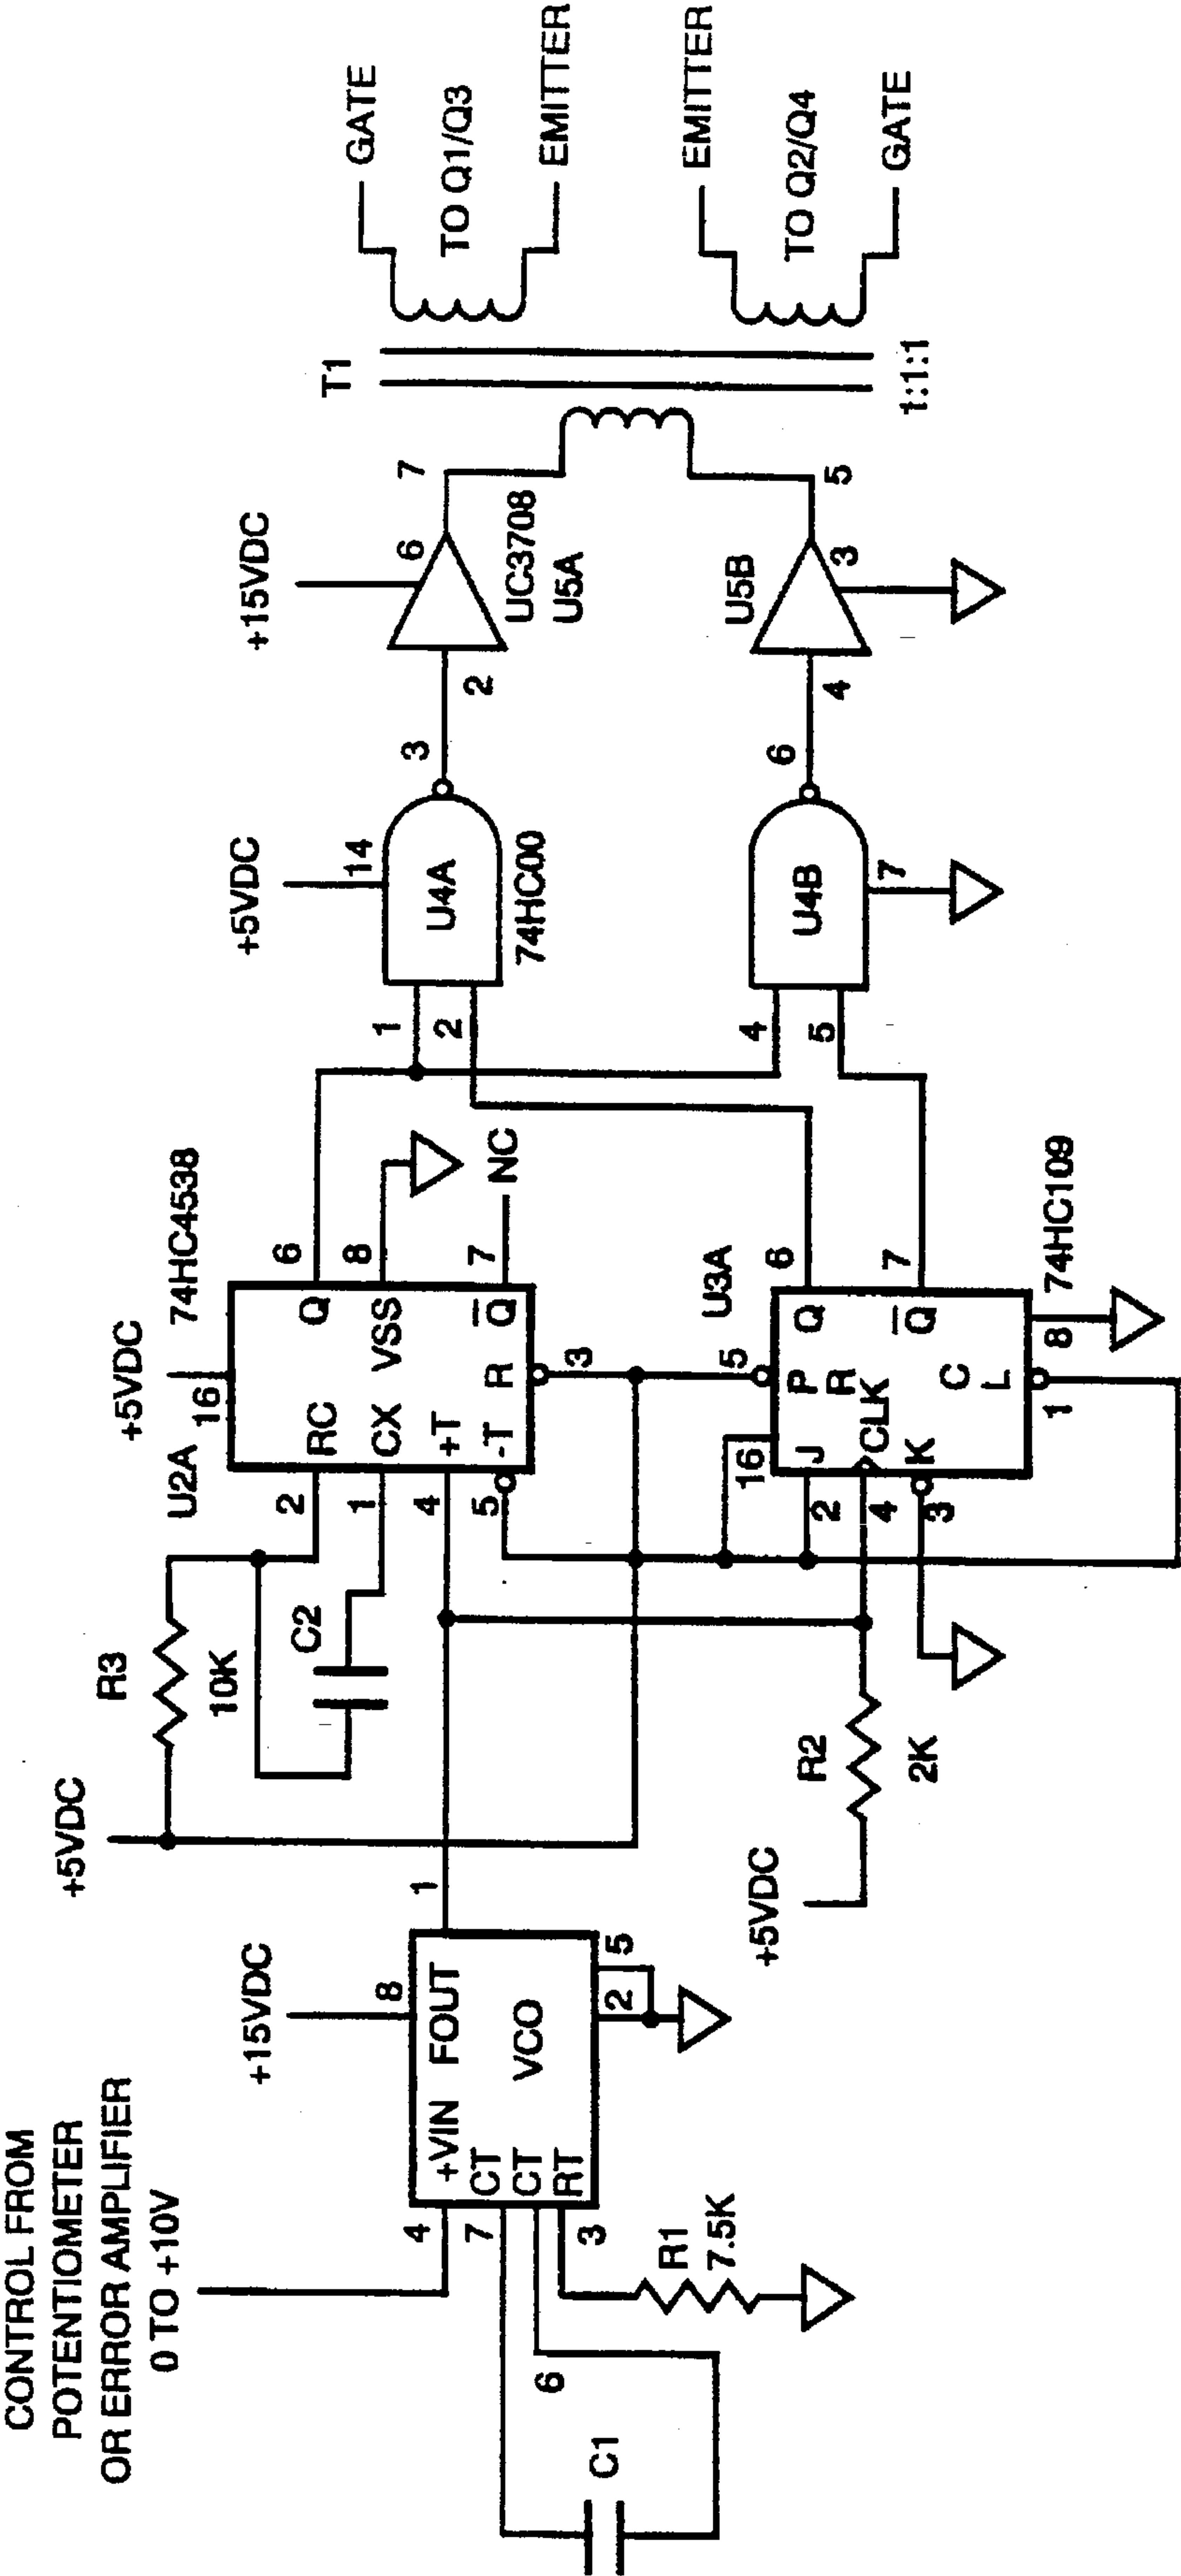 CONTROL FROM
POTENTIOMETER
OR ERROR AMPLIFIER
0 TO +10V
C1
6
7
4
3
R1
7.5K
+VIN
CT
CT
RT
FOUT
VCO
+15VDC
8
2
5
1
+5VDC
R3
10K
C2
+5VDC
R2
2K
U2A
+5VDC
16
74HC4538
2
1
4
5
RC
CX
+T
-T
R
Q
VSS
Q
6
8
7
NC
3
U3A
5
16
2
4
3
J
CLK
K
P
R
C
L
Q
Q
6
7
8
1
74HC109
+5VDC
14
1
2
U4A
74HC00
3
4
5
U4B
7
6
+15VDC
2
6
7
UC3708
U5A
U5B
4
3
5
T1
1:1:1
GATE
TO Q1/Q3
EMITTER
EMITTER
TO Q2/Q4
GATE